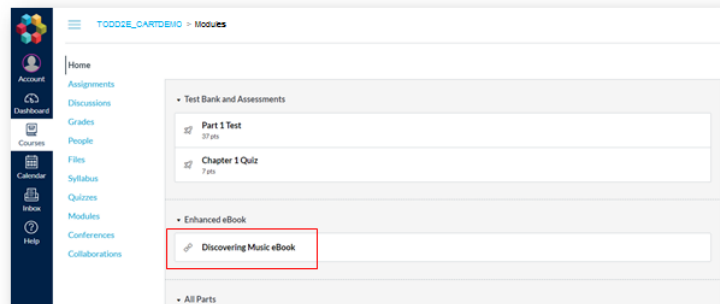 TODD2E_CARTDEMO > Modules
Account
Dashboard
Courses
Calendar
Inbox
Help
Home
Assignments
Discussions
Grades
People
Files
Syllabus
Quizzes
Modules
Conferences
Collaborations
Test Bank and Assessments
Part 1 Test
37 pts
Chapter 1 Quiz
7 pts
Enhanced eBook
Discovering Music eBook
All Parts